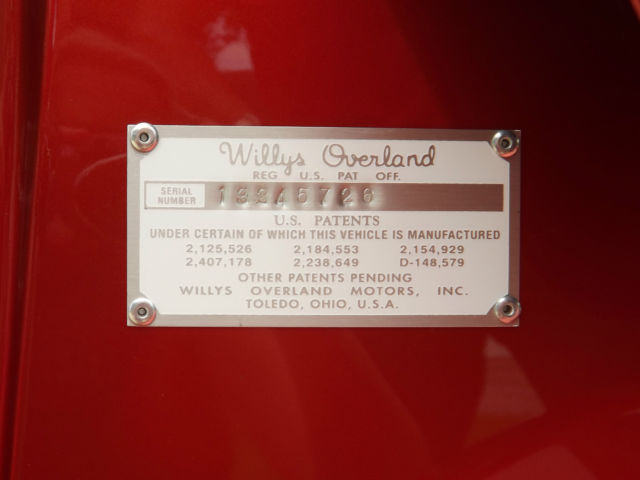 Willys Overland
REG U.S. PAT OFF.
SERIAL NUMBER
U.S. PATENTS
UNDER CERTAIN OF WHICH THIS VEHICLE IS MANUFACTURED
2,125,526 2,184,553 2,154,929
2,407,178 2,238,649 D-148,579
OTHER PATENTS PENDING
WILLYS OVERLAND MOTORS, INC.
TOLEDO, OHIO, U.S.A.